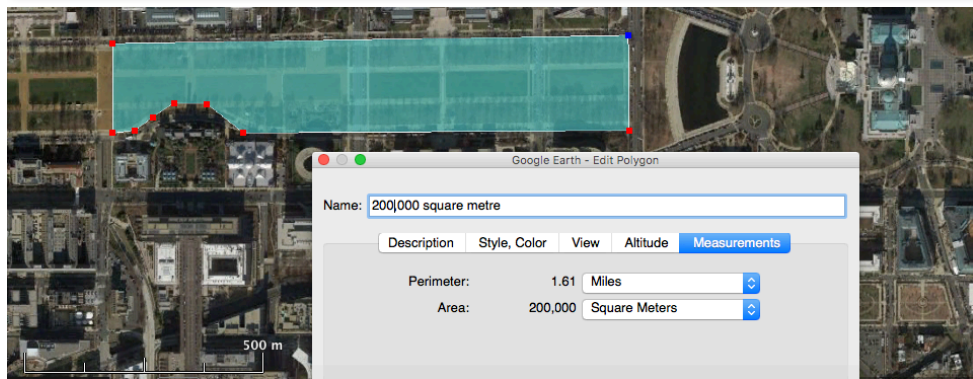 Google Earth - Edit Polygon
Name: 200,000 square metre
Description Style, Color View Altitude Measurements
Perimeter: 1.61 Miles
Area: 200,000 Square Meters
500 m